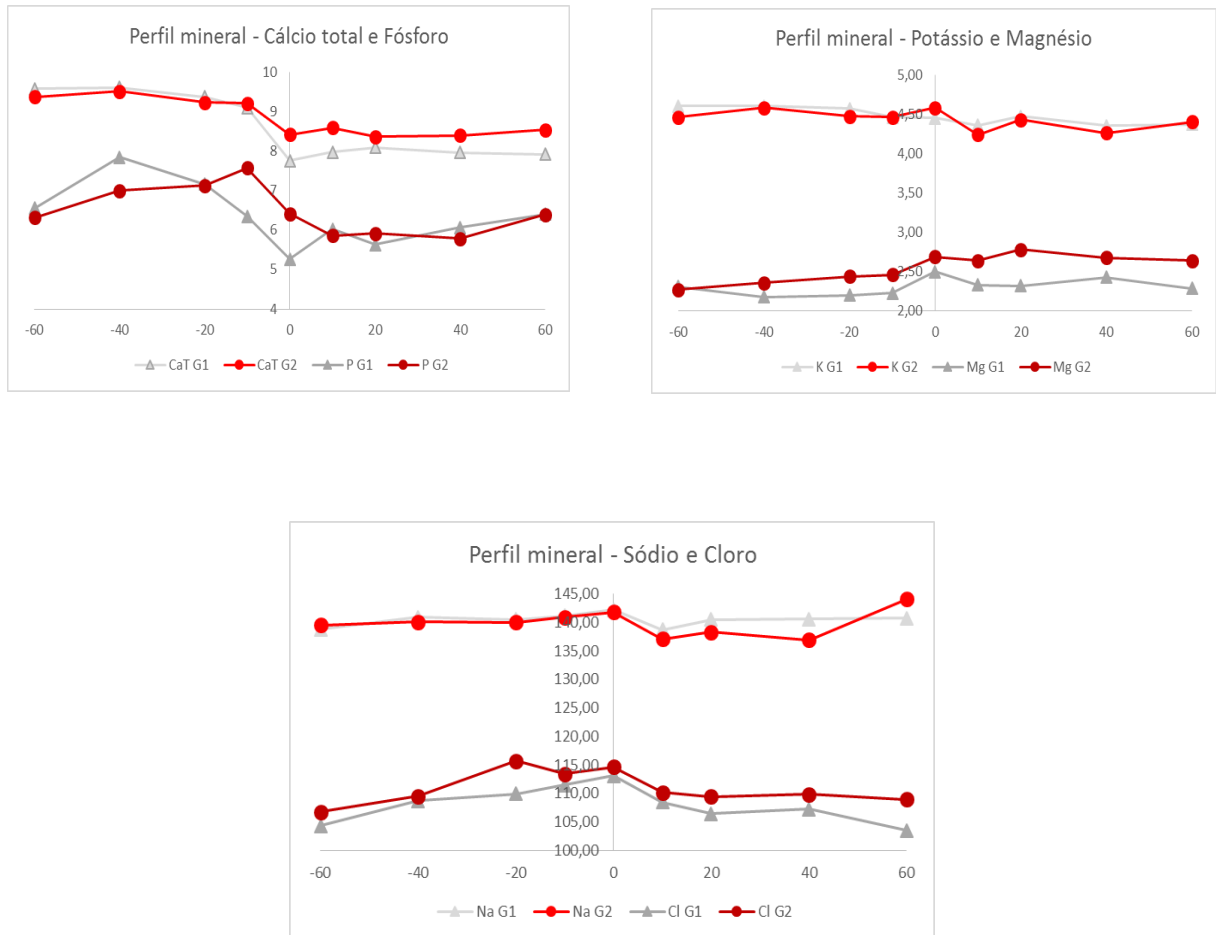 Perfil mineral - Cálcio total e Fósforo
10
9
8
7
6
5
4
-60 -40 -20 0 20 40 60
CaT G1 CaT G2 P G1 P G2
Perfil mineral - Potássio e Magnésio
5,00
4,50
4,00
3,50
3,00
2,50
2,00
-60 -40 -20 0 20 40 60
K G1 K G2 Mg G1 Mg G2
Perfil mineral - Sódio e Cloro
145,00
140,00
135,00
130,00
125,00
120,00
115,00
110,00
105,00
100,00
-60 -40 -20 0 20 40 60
Na G1 Na G2 Cl G1 Cl G2